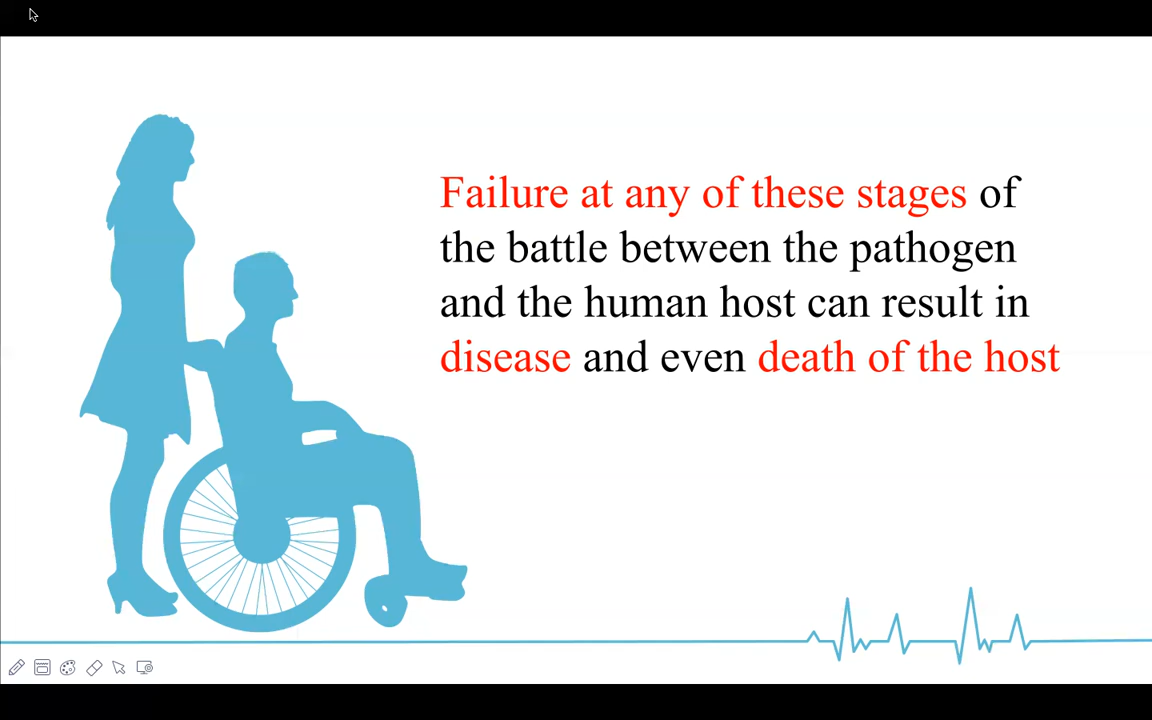 Failure at any of these stages of
the battle between the pathogen
and the human host can result in
disease and even death of the host